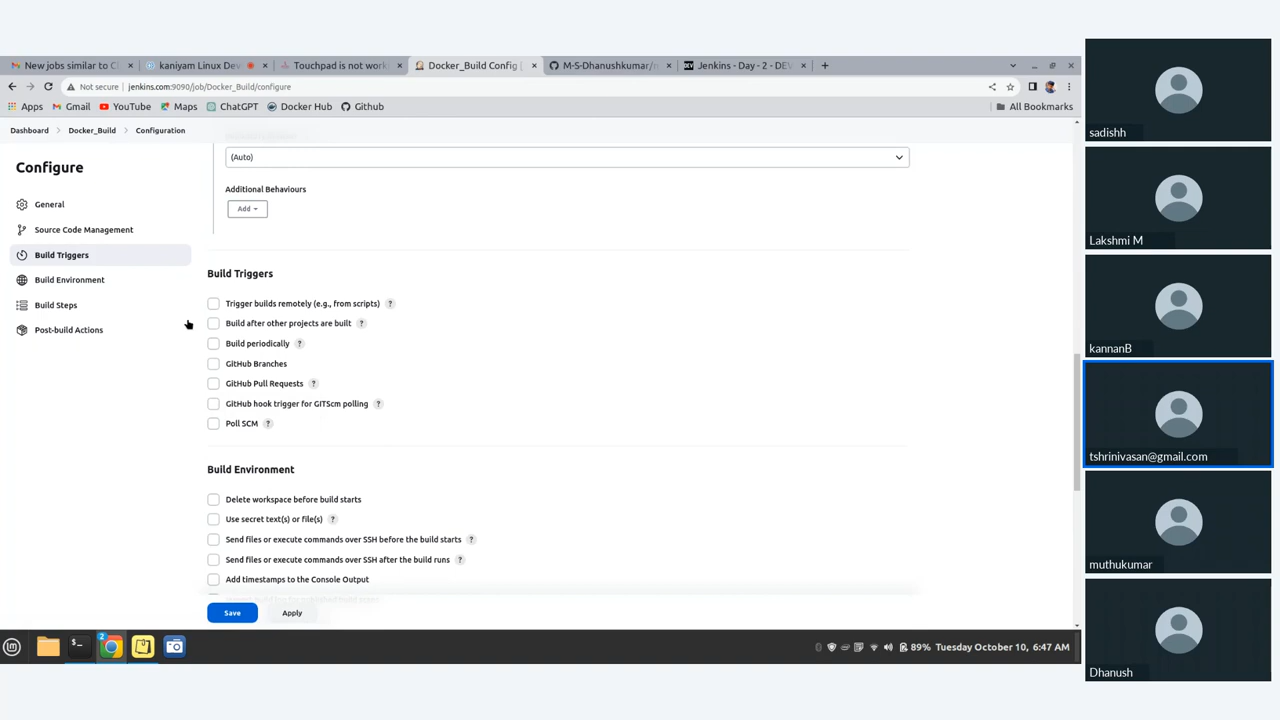 New jobs similar to C
kaniyam Linux Dev
Touchpad is not work
Docker_Build Config
M-S-Dhanushkumar/m
Jenkins - Day - 2 - DEV
Not secure
jenkins.com:9090/job/Docker_Build/configure
Apps
Gmail
YouTube
Maps
ChatGPT
Docker Hub
Github
All Bookmarks
Dashboard > Docker_Build > Configuration
Configure
General
Source Code Management
Build Triggers
Build Environment
Build Steps
Post-build Actions
(Auto)
Additional Behaviours
Add
Build Triggers
Trigger builds remotely (e.g., from scripts) ?
Build after other projects are built ?
Build periodically ?
GitHub Branches
GitHub Pull Requests ?
GitHub hook trigger for GITScm polling ?
Poll SCM ?
Build Environment
Delete workspace before build starts
Use secret text(s) or file(s) ?
Send files or execute commands over SSH before the build starts ?
Send files or execute commands over SSH after the build runs ?
Add timestamps to the Console Output
Save
Apply
2
89% Tuesday October 10, 6:47 AM
sadishh
Lakshmi M
kannanB
tshrinivasan@gmail.com
muthukumar
Dhanush